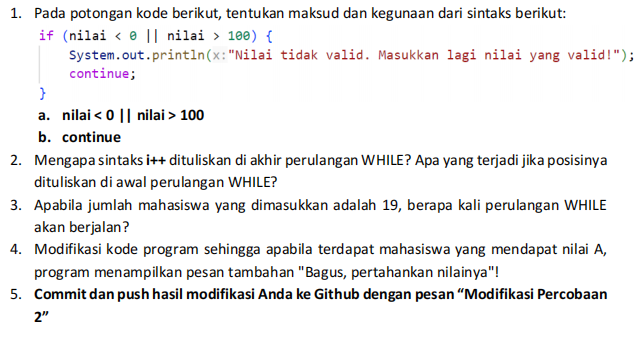 1. Pada potongan kode berikut, tentukan maksud dan kegunaan dari sintaks berikut:
if (nilai < 0 || nilai > 100) {
System.out.println(x:"Nilai tidak valid. Masukkan lagi nilai yang valid!");
continue;
}
a. nilai < 0 || nilai > 100
b. continue
2. Mengapa sintaks i++ dituliskan di akhir perulangan WHILE? Apa yang terjadi jika posisinya
dituliskan di awal perulangan WHILE?
3. Apabila jumlah mahasiswa yang dimasukkan adalah 19, berapa kali perulangan WHILE
akan berjalan?
4. Modifikasi kode program sehingga apabila terdapat mahasiswa yang mendapat nilai A,
program menampilkan pesan tambahan "Bagus, pertahankan nilainya"!
5. Commit dan push hasil modifikasi Anda ke Github dengan pesan “Modifikasi Percobaan
2”